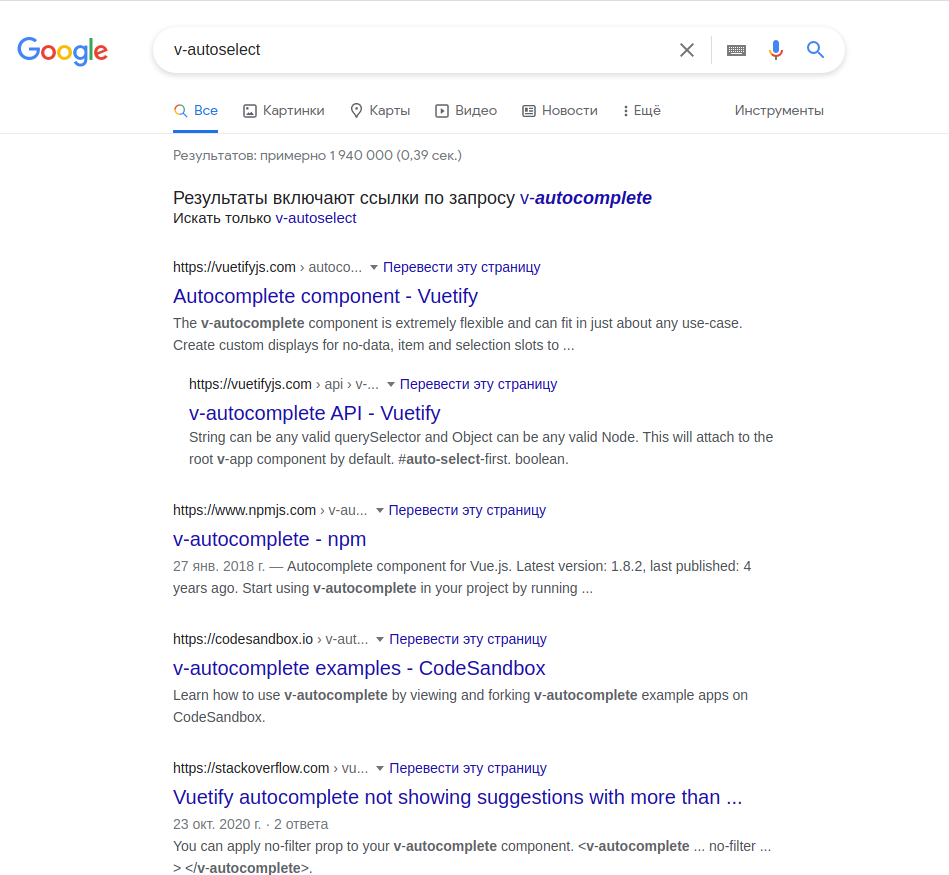 Google
v-autoselect
Все Картинки Карты Видео Новости Ещё Инструменты
Результатов: примерно 1 940 000 (0,39 сек.)
Результаты включают ссылки по запросу v-autocomplete
Искать только v-autoselect
https://vuetifyjs.com › autoco... Перевести эту страницу
Autocomplete component - Vuetify
The v-autocomplete component is extremely flexible and can fit in just about any use-case.
Create custom displays for no-data, item and selection slots to ...
https://vuetifyjs.com › api › v-... Перевести эту страницу
v-autocomplete API - Vuetify
String can be any valid querySelector and Object can be any valid Node. This will attach to the
root v-app component by default. #auto-select-first. boolean.
https://www.npmjs.com › v-au... Перевести эту страницу
v-autocomplete - npm
27 янв. 2018 г. — Autocomplete component for Vue.js. Latest version: 1.8.2, last published: 4
years ago. Start using v-autocomplete in your project by running ...
https://codesandbox.io › v-aut... Перевести эту страницу
v-autocomplete examples - CodeSandbox
Learn how to use v-autocomplete by viewing and forking v-autocomplete example apps on
CodeSandbox.
https://stackoverflow.com › vu... Перевести эту страницу
Vuetify autocomplete not showing suggestions with more than ...
23 окт. 2020 г. · 2 ответа
You can apply no-filter prop to your v-autocomplete component. <v-autocomplete ... no-filter ...
> </v-autocomplete>.